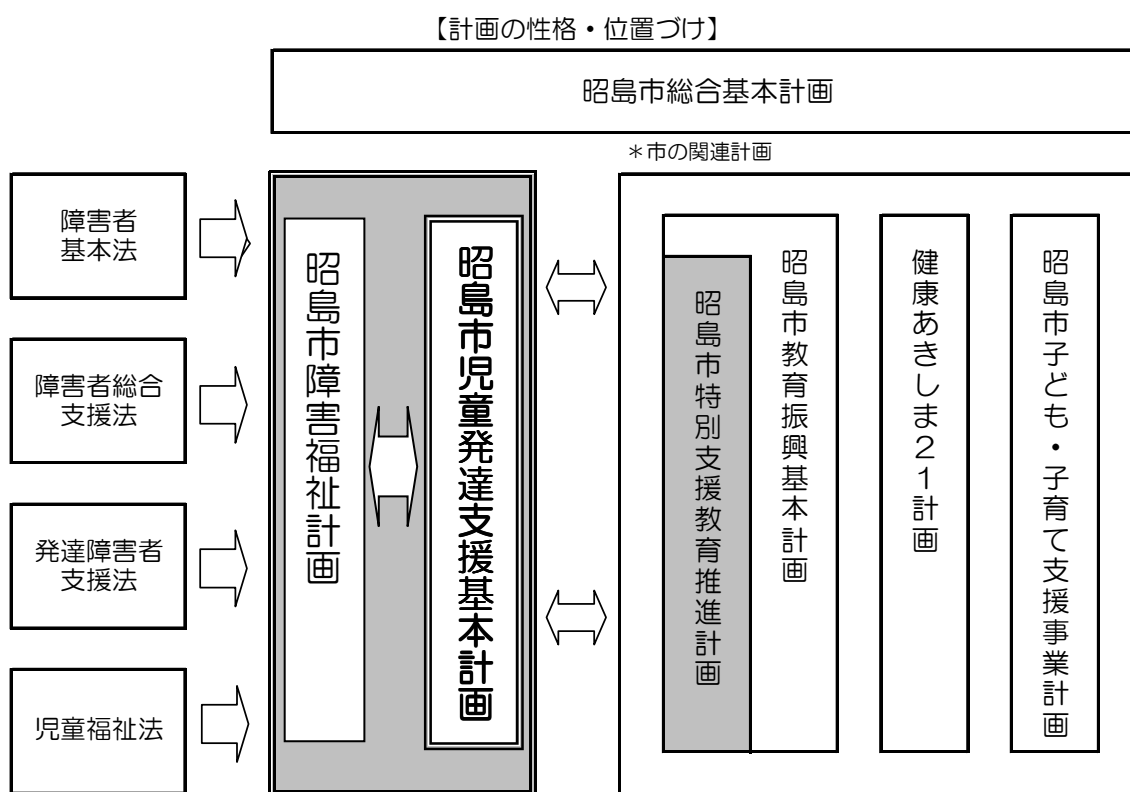 【計画の性格・位置づけ】
昭島市総合基本計画
＊市の関連計画
障害者
基本法
障害者総合
支援法
発達障害者
支援法
児童福祉法
昭島市障害福祉計画
昭島市児童発達支援基本計画
昭島市特別支援教育推進計画
昭島市教育振興基本計画
健康あきしま２１計画
昭島市子ども・子育て支援事業計画